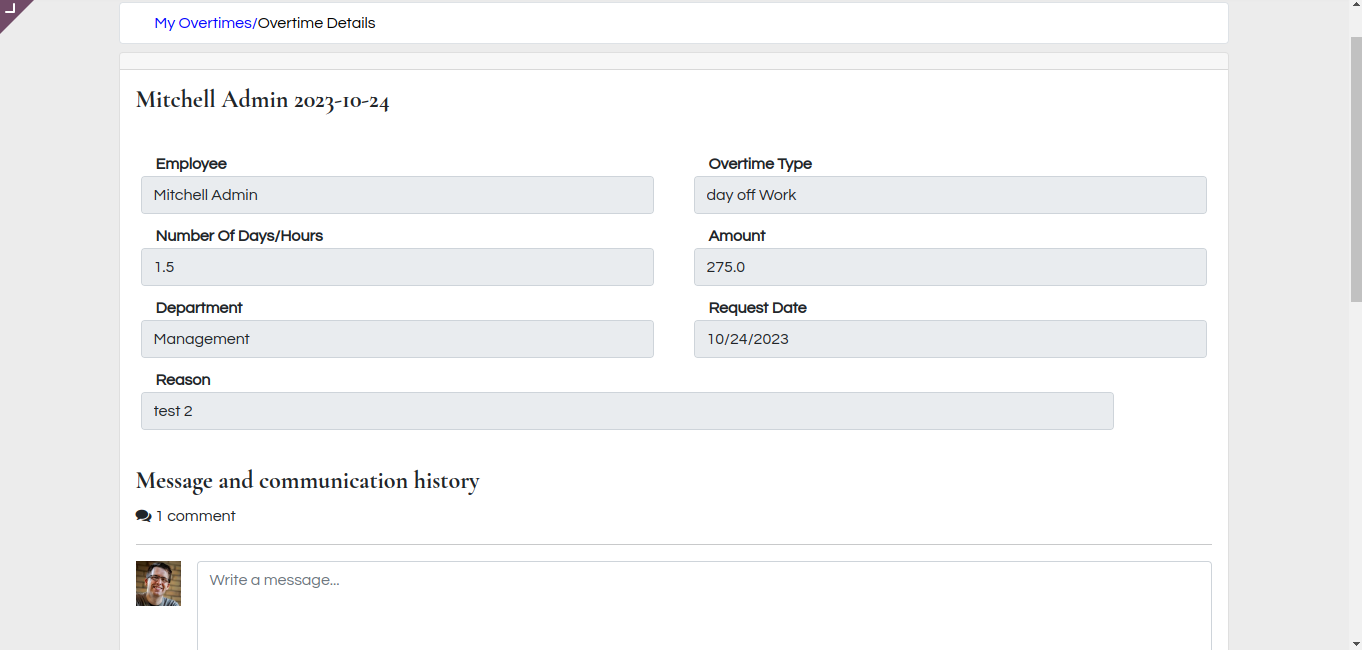 My Overtimes/Overtime Details
Mitchell Admin 2023-10-24
Employee
Overtime Type
Mitchell Admin
day off Work
Number Of Days/Hours
Amount
1.5
275.0
Department
Request Date
Management
10/24/2023
Reason
test 2
Message and communication history
1 comment
Write a message...